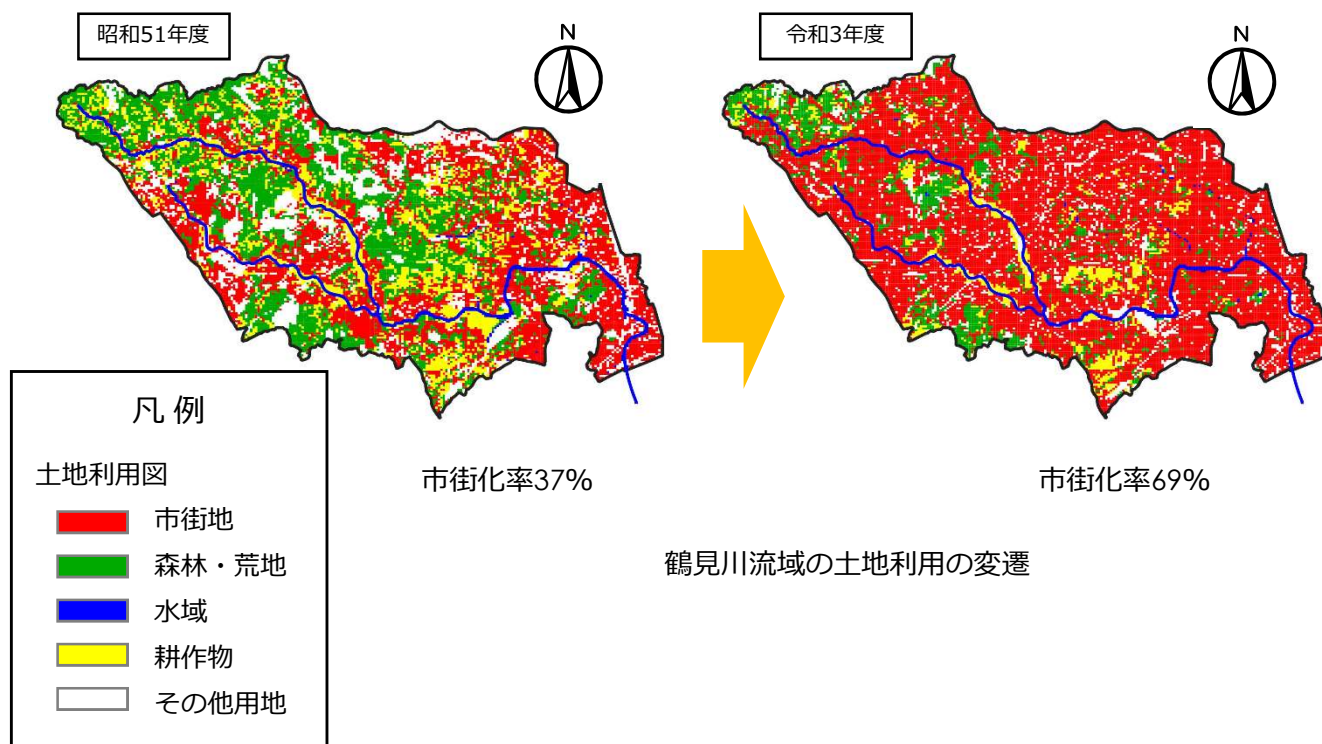 昭和51年度
N
令和3年度
N
凡 例
土地利用図
市街地
森林・荒地
水域
耕作物
その他用地
市街化率37%
市街化率69%
鶴見川流域の土地利用の変遷